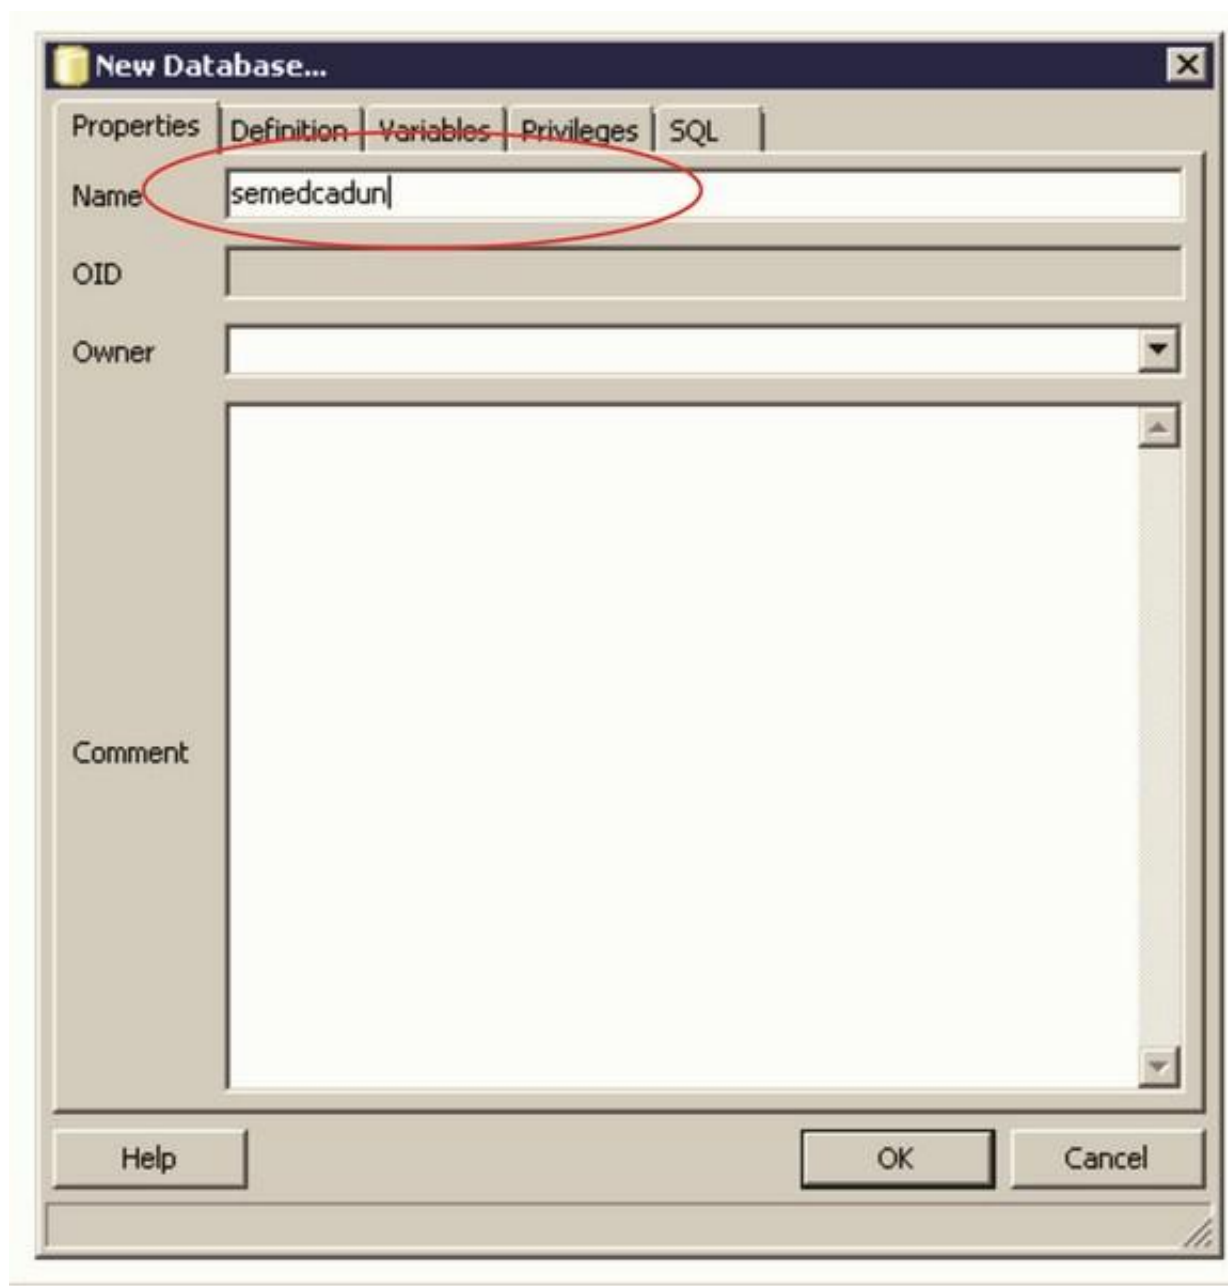 New Database...
Properties Definition Variables Privileges SQL
Name semedcadun
OID
Owner
Comment
Help OK Cancel